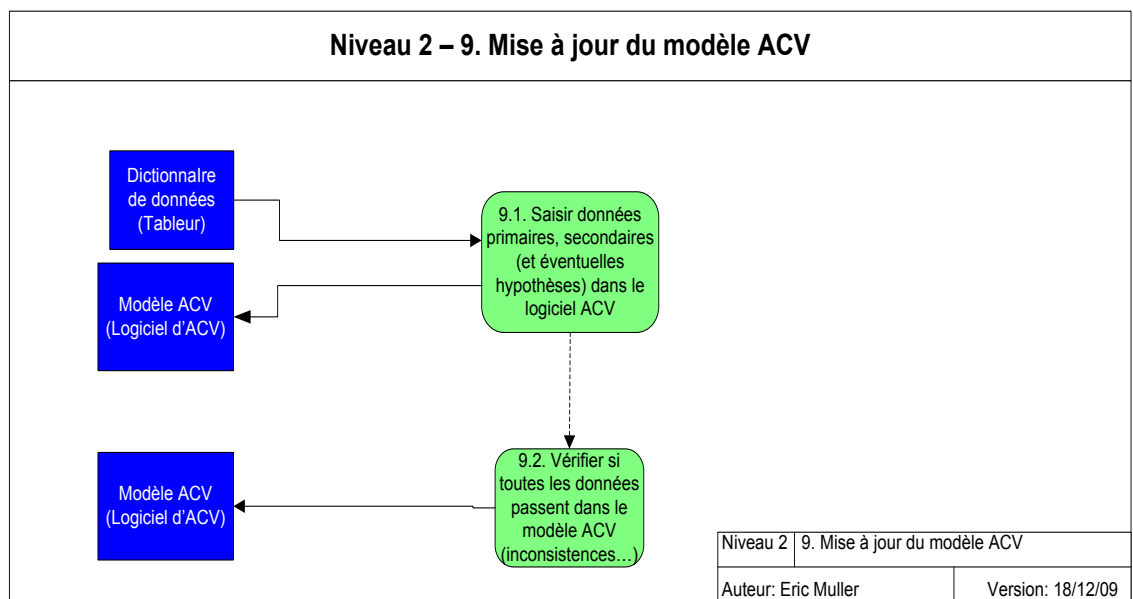 Niveau 2 – 9. Mise à jour du modèle ACV
DictionnaIre
de données
(Tableur)
9.1. Saisir données
primaires, secondaires
(et éventuelles
hypothèses) dans le
logiciel ACV
Modèle ACV
(Logiciel d’ACV)
Modèle ACV
(Logiciel d’ACV)
9.2. Vérifier si
toutes les données
passent dans le
modèle ACV
(inconsistences…)
Niveau 2 9. Mise à jour du modèle ACV
Auteur: Eric Muller Version: 18/12/09